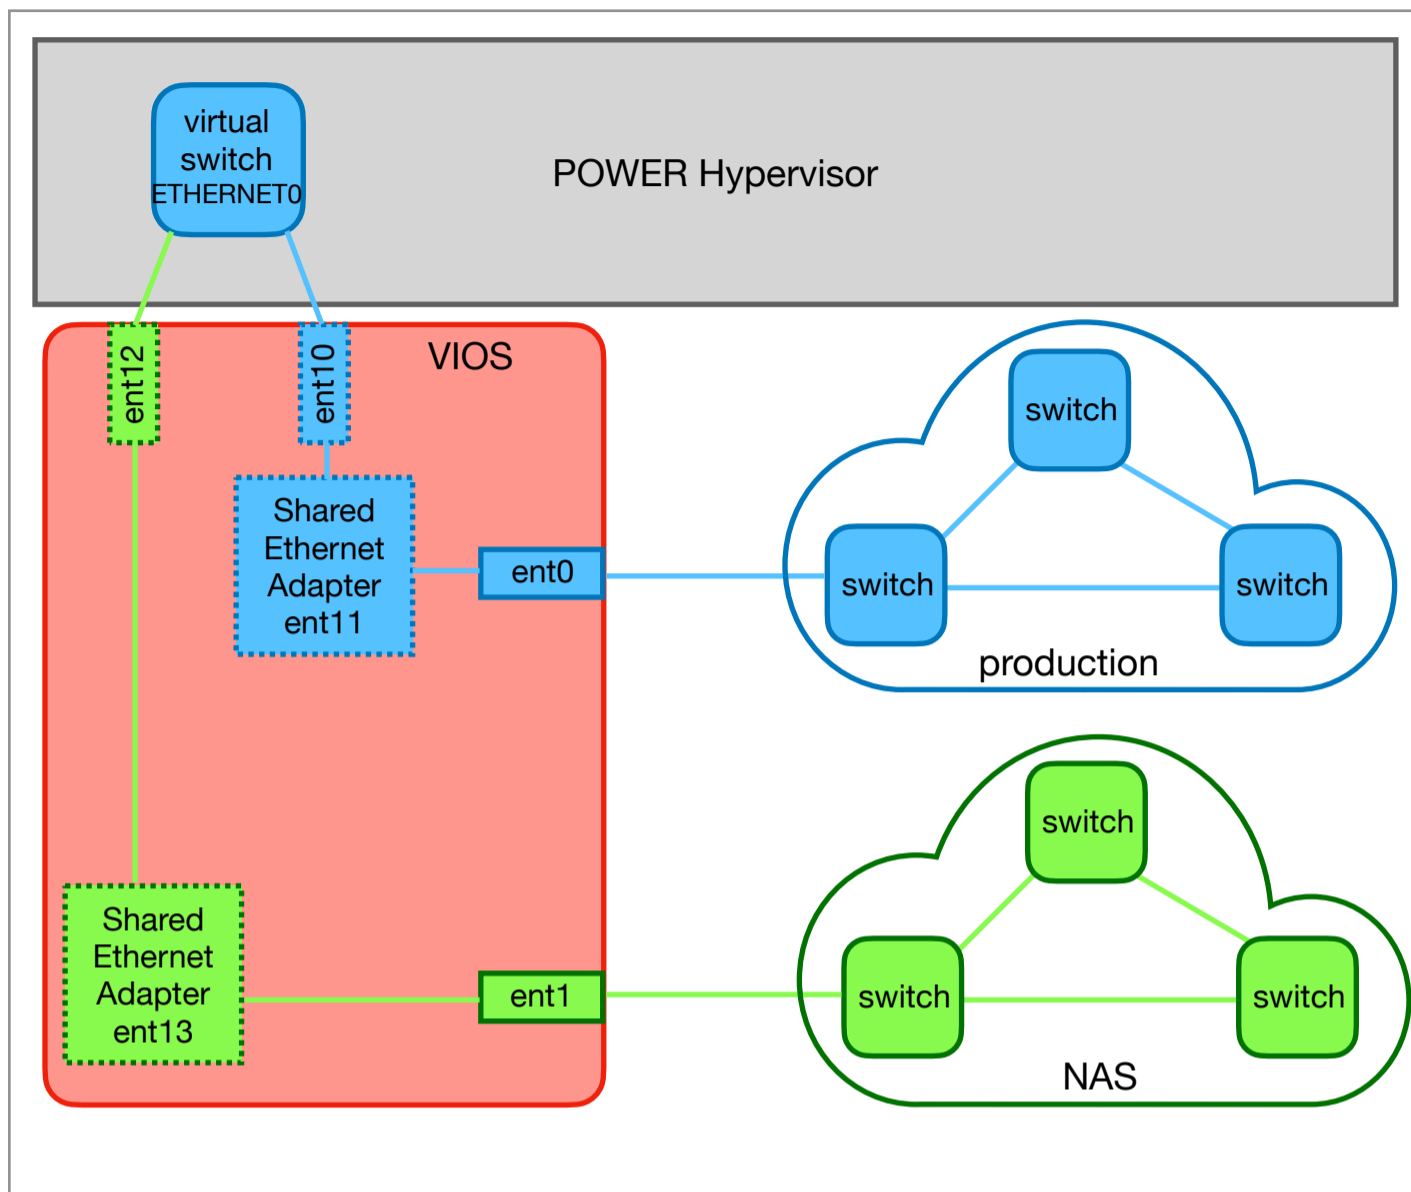 virtual
switch
ETHERNET0
POWER Hypervisor
ent12
ent10
VIOS
Shared
Ethernet
Adapter
ent11
ent0
switch
switch
switch
production
Shared
Ethernet
Adapter
ent13
ent1
switch
switch
switch
NAS